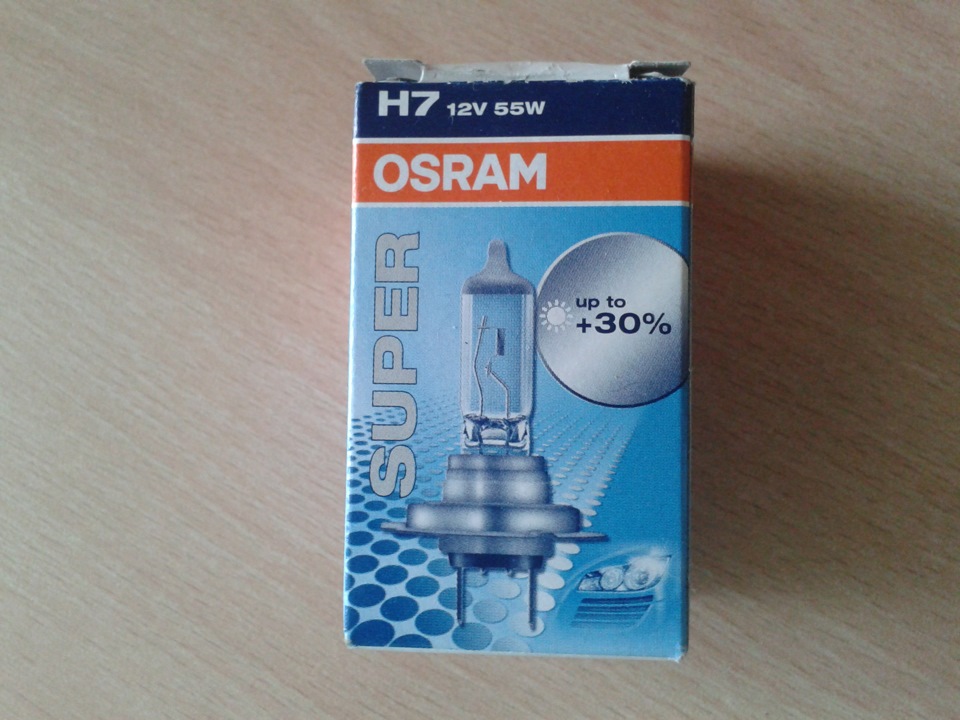 H7 12V 55W
OSRAM
SUPER
up to
+30%